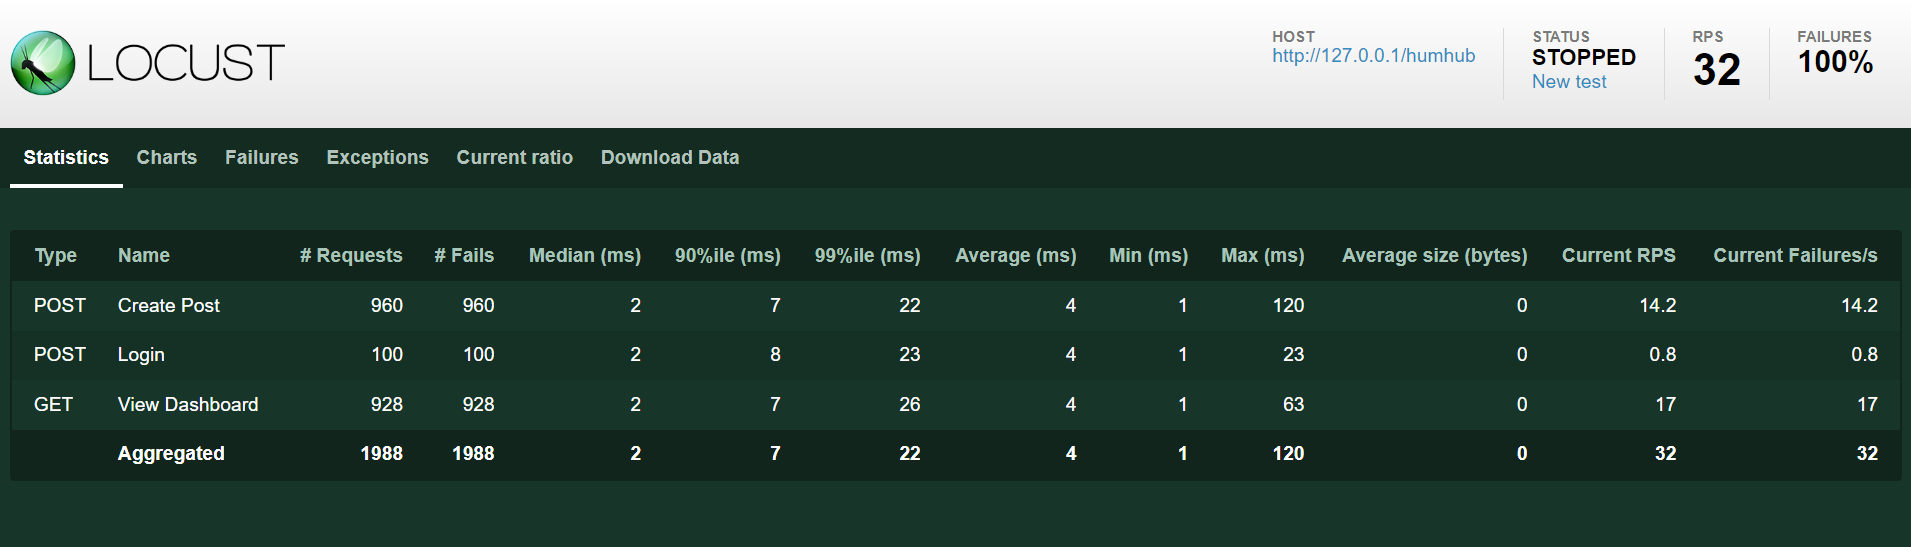 LOCUST
HOST
http://127.0.0.1/humhub
STATUS
STOPPED
New test
RPS
32
FAILURES
100%
Statistics Charts Failures Exceptions Current ratio Download Data
Type Name # Requests # Fails Median (ms) 90%ile (ms) 99%ile (ms) Average (ms) Min (ms) Max (ms) Average size (bytes) Current RPS Current Failures/s
POST Create Post 960 960 2 7 22 4 1 120 0 14.2 14.2
POST Login 100 100 2 8 23 4 1 23 0 0.8 0.8
GET View Dashboard 928 928 2 7 26 4 1 63 0 17 17
Aggregated 1988 1988 2 7 22 4 1 120 0 32 32